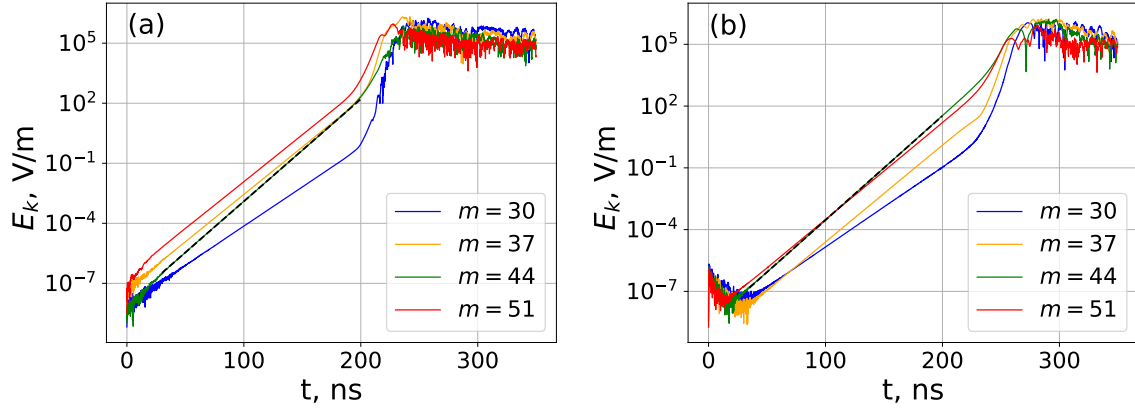 (a)
E_k, V/m
10^5
10^2
10^{-1}
10^{-4}
10^{-7}
0 100 200 300
t, ns
m = 30
m = 37
m = 44
m = 51
(b)
E_k, V/m
10^5
10^2
10^{-1}
10^{-4}
10^{-7}
0 100 200 300
t, ns
m = 30
m = 37
m = 44
m = 51